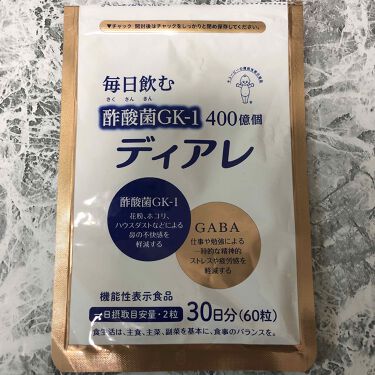 ▼チャック 開封後はチャックをしっかりと閉め保存してください。
毎日飲む
さくさんきん
酢酸菌GK-1 400億個
ディアレ
酢酸菌GK-1
花粉、ホコリ、
ハウスダストなどによる
鼻の不快感を
軽減する
GABA
仕事や勉強による
一時的な精神的
ストレスや疲労感を
軽減する
機能性表示食品
一日摂取目安量・2粒 30日分(60粒)
食生活は、主食、主菜、副菜を基本に、食事のバランスを。